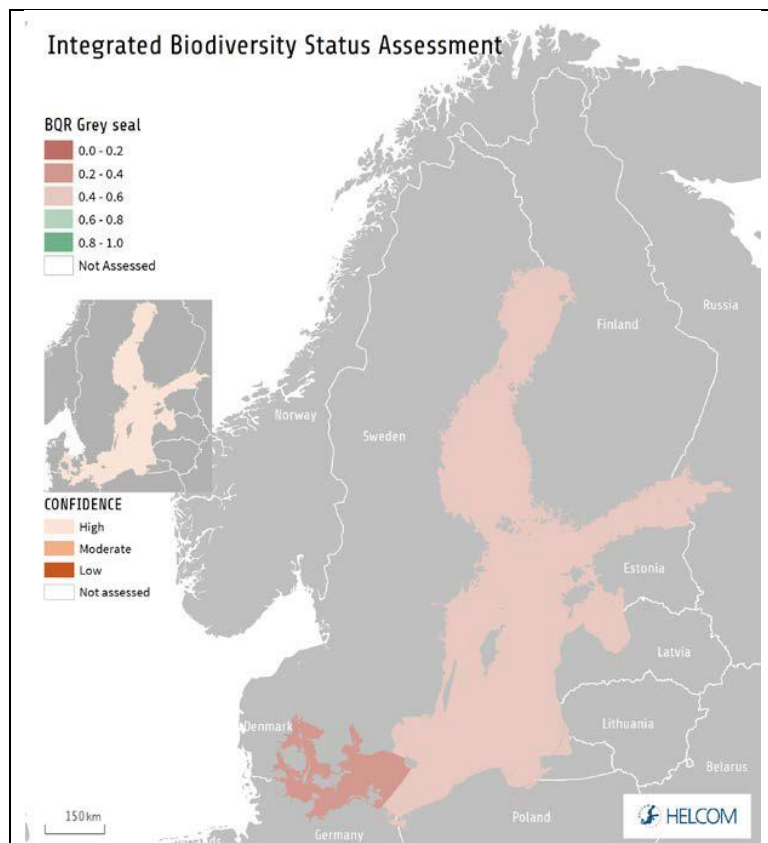 Integrated Biodiversity Status Assessment
BQR Grey seal
0.0 - 0.2
0.2 - 0.4
0.4 - 0.6
0.6 - 0.8
0.8 - 1.0
Not Assessed
CONFIDENCE
High
Moderate
Low
Not assessed
Norway
Sweden
Finland
Russia
Estonia
Latvia
Lithuania
Belarus
Denmark
Germany
Poland
150 km
HELCOM